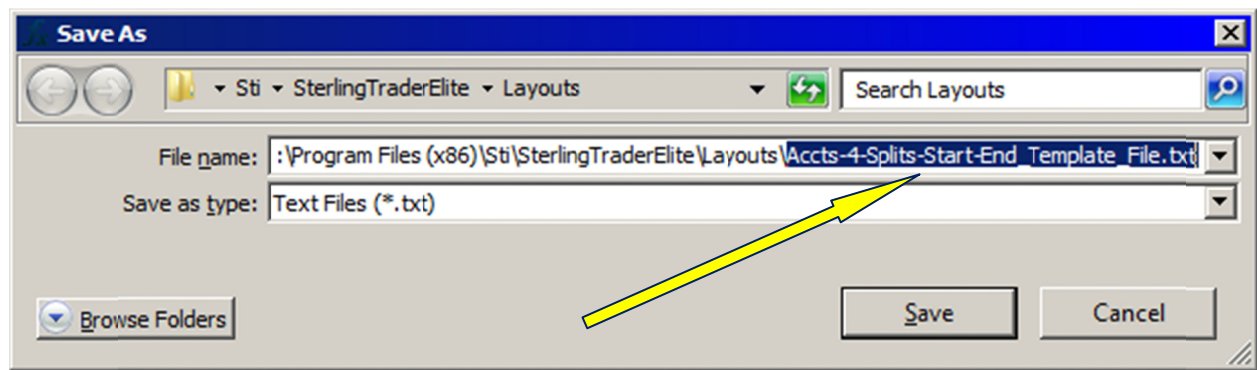 Save As
Sti SterlingTraderElite Layouts Search Layouts
File name: :\Program Files (x86)\Sti\SterlingTraderElite\Layouts\Accts-4-Splits-Start-End_Template_File.txt
Save as type: Text Files (*.txt)
Browse Folders Save Cancel